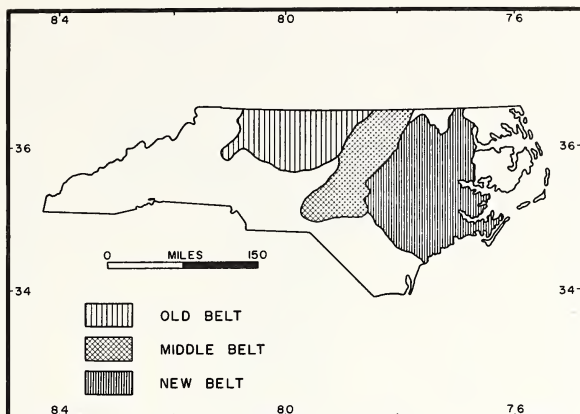 84 80 76
36 36
0 MILES 150
34 34
OLD BELT
MIDDLE BELT
NEW BELT
84 80 76